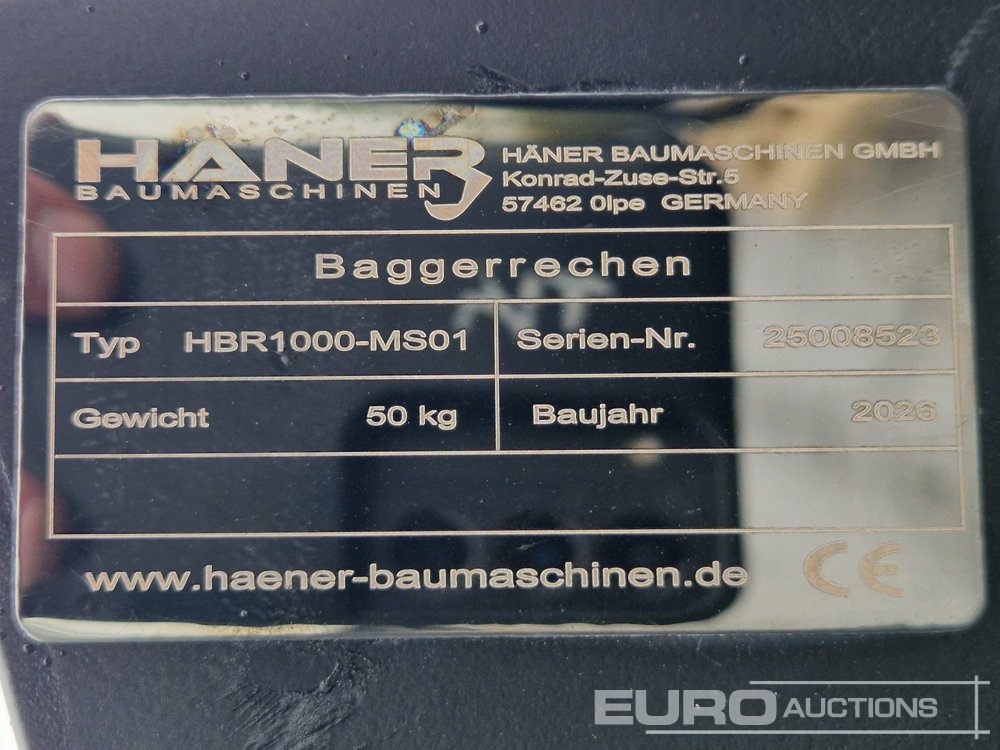 HÄNER
BAUMASCHINEN
HÄNER BAUMASCHINEN GMBH
Konrad-Zuse-Str.5
57462 Olpe GERMANY
Baggerrechen
Typ HBR1000-MS01
Serien-Nr. 25008523
Gewicht 50 kg
Baujahr 2026
www.haener-baumaschinen.de
CE
EURO AUCTIONS